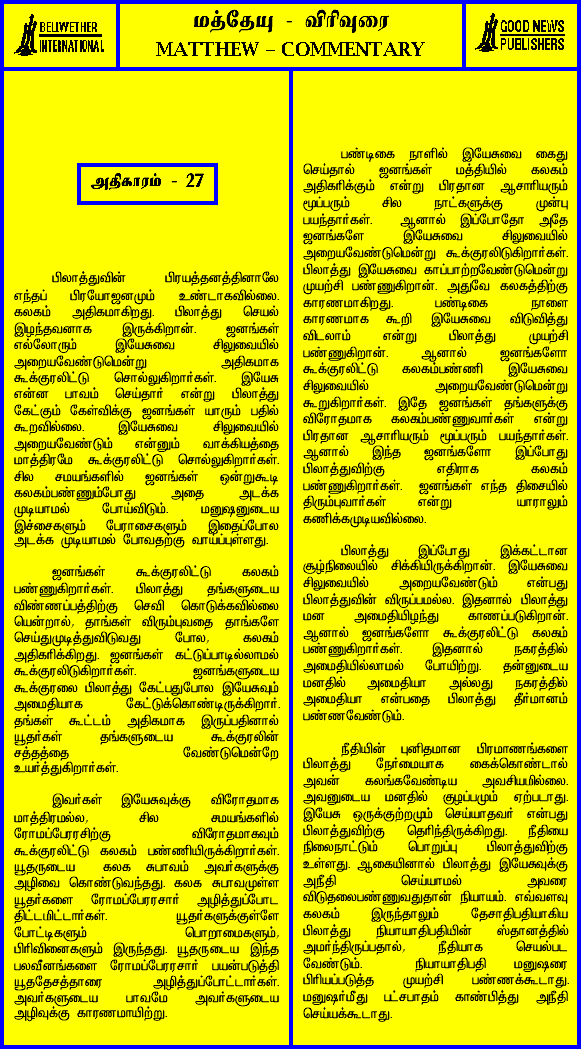 BELIWETHER
INTERNATIONAL
மத்தேயு - விரிவுரை
MATTHEW – COMMENTARY
GOOD NEWS
PUBLISHERS
அதிகாரம் - 27
பிலாத்துவின் பிரயத்தனத்தினாலே
எந்தப் பிரயோஜனமும் உண்டாகவில்லை.
கலகம் அதிகமாகிறது. பிலாத்து செயல்
இழந்தவனாக இருக்கிறான். ஜனங்கள்
எல்லோரும் இயேசுவை சிலுவையில்
அறையவேண்டுமென்று அதிகமாக
கூக்குரலிட்டு சொல்லுகிறார்கள். இயேசு
என்ன பாவம் செய்தார் என்று பிலாத்து
கேட்கும் கேள்விக்கு ஜனங்கள் யாரும் பதில்
கூறவில்லை. இயேசுவை சிலுவையில்
அறையவேண்டும் என்னும் வாக்கியத்தை
மாத்திரமே கூக்குரலிட்டு சொல்லுகிறார்கள்.
சில சமயங்களில் ஜனங்கள் ஒன்றுகூடி
கலகம்பண்ணும்போது அதை அடக்க
முடியாமல் போய்விடும். மனுஷனுடைய
இச்சைகளும் பேராசைகளும் இதைப்போல
அடக்க முடியாமல் போவதற்கு வாய்ப்புள்ளது.
ஜனங்கள் கூக்குரலிட்டு கலகம்
பண்ணுகிறார்கள். பிலாத்து தங்களுடைய
விண்ணப்பத்திற்கு செவி கொடுக்கவில்லை
யென்றால், தாங்கள் விரும்புவதை தாங்களே
செய்துமுடித்துவிடுவது போல, கலகம்
அதிகரிக்கிறது. ஜனங்கள் கட்டுப்பாடில்லாமல்
கூக்குரலிடுகிறார்கள். ஜனங்களுடைய
கூக்குரலை பிலாத்து கேட்பதுபோல இயேசுவும்
அமைதியாக கேட்டுக்கொண்டிருக்கிறார்.
தங்கள் கூட்டம் அதிகமாக இருப்பதினால்
யூதர்கள் தங்களுடைய கூக்குரலின்
சத்தத்தை வேண்டுமென்றே
உயர்த்துகிறார்கள்.
இவர்கள் இயேசுவுக்கு விரோதமாக
மாத்திரமல்ல, சில சமயங்களில்
ரோமப்பேரரசிற்கு விரோதமாகவும்
கூக்குரலிட்டு கலகம் பண்ணியிருக்கிறார்கள்.
யூதருடைய கலக சுபாவம் அவர்களுக்கு
அழிவை கொண்டுவந்தது. கலக சுபாவமுள்ள
யூதர்களை ரோமப்பேரரசார் அழித்துப்போட
திட்டமிட்டார்கள். யூதர்களுக்குள்ளே
போட்டிகளும் பொறாமைகளும்,
பிரிவினைகளும் இருந்தது. யூதருடைய இந்த
பலவீனங்களை ரோமப்பேரரசார் பயன்படுத்தி
யூததேசத்தாரை அழித்துப்போட்டார்கள்.
அவர்களுடைய பாவமே அவர்களுடைய
அழிவுக்கு காரணமாயிற்று.
பண்டிகை நாளில் இயேசுவை கைது
செய்தால் ஜனங்கள் மத்தியில் கலகம்
அதிகரிக்கும் என்று பிரதான ஆசாரியரும்
மூப்பரும் சில நாட்களுக்கு முன்பு
பயந்தார்கள். ஆனால் இப்போதோ அதே
ஜனங்களே இயேசுவை சிலுவையில்
அறையவேண்டுமென்று கூக்குரலிடுகிறார்கள்.
பிலாத்து இயேசுவை காப்பாற்றவேண்டுமென்று
முயற்சி பண்ணுகிறான். அதுவே கலகத்திற்கு
காரணமாகிறது. பண்டிகை நாளை
காரணமாக கூறி இயேசுவை விடுவித்து
விடலாம் என்று பிலாத்து முயற்சி
பண்ணுகிறான். ஆனால் ஜனங்களோ
கூக்குரலிட்டு கலகம்பண்ணி இயேசுவை
சிலுவையில் அறையவேண்டுமென்று
கூறுகிறார்கள். இதே ஜனங்கள் தங்களுக்கு
விரோதமாக கலகம்பண்ணுவார்கள் என்று
பிரதான ஆசாரியரும் மூப்பரும் பயந்தார்கள்.
ஆனால் இந்த ஜனங்களோ இப்போது
பிலாத்துவிற்கு எதிராக கலகம்
பண்ணுகிறார்கள். ஜனங்கள் எந்த திசையில்
திரும்புவார்கள் என்று யாராலும்
கணிக்கமுடியவில்லை.
பிலாத்து இப்போது இக்கட்டான
சூழ்நிலையில் சிக்கியிருக்கிறான். இயேசுவை
சிலுவையில் அறையவேண்டும் என்பது
பிலாத்துவின் விருப்பமல்ல. இதனால் பிலாத்து
மன அமைதியிழந்து காணப்படுகிறான்.
ஆனால் ஜனங்களோ கூக்குரலிட்டு கலகம்
பண்ணுகிறார்கள். இதனால் நகரத்தில்
அமைதியில்லாமல் போயிற்று. தன்னுடைய
மனதில் அமைதியா அல்லது நகரத்தில்
அமைதியா என்பதை பிலாத்து தீர்மானம்
பண்ணவேண்டும்.
நீதியின் புனிதமான பிரமாணங்களை
பிலாத்து நேர்மையாக கைக்கொண்டால்
அவன் கலங்கவேண்டிய அவசியமில்லை.
அவனுடைய மனதில் குழப்பமும் ஏற்படாது.
இயேசு ஒருக்குற்றமும் செய்யாதவர் என்பது
பிலாத்துவிற்கு தெரிந்திருக்கிறது. நீதியை
நிலைநாட்டும் பொறுப்பு பிலாத்துவிற்கு
உள்ளது. ஆகையினால் பிலாத்து இயேசுவுக்கு
அநீதி செய்யாமல் அவரை
விடுதலைபண்ணுவதுதான் நியாயம். எவ்வளவு
கலகம் இருந்தாலும் தேசாதிபதியாகிய
பிலாத்து நியாயாதிபதியின் ஸ்தானத்தில்
அமர்ந்திருப்பதால், நீதியாக செயல்பட
வேண்டும். நியாயாதிபதி மனுஷரை
பிரியப்படுத்த முயற்சி பண்ணக்கூடாது.
மனுஷர்மீது பட்சபாதம் காண்பித்து அநீதி
செய்யக்கூடாது.